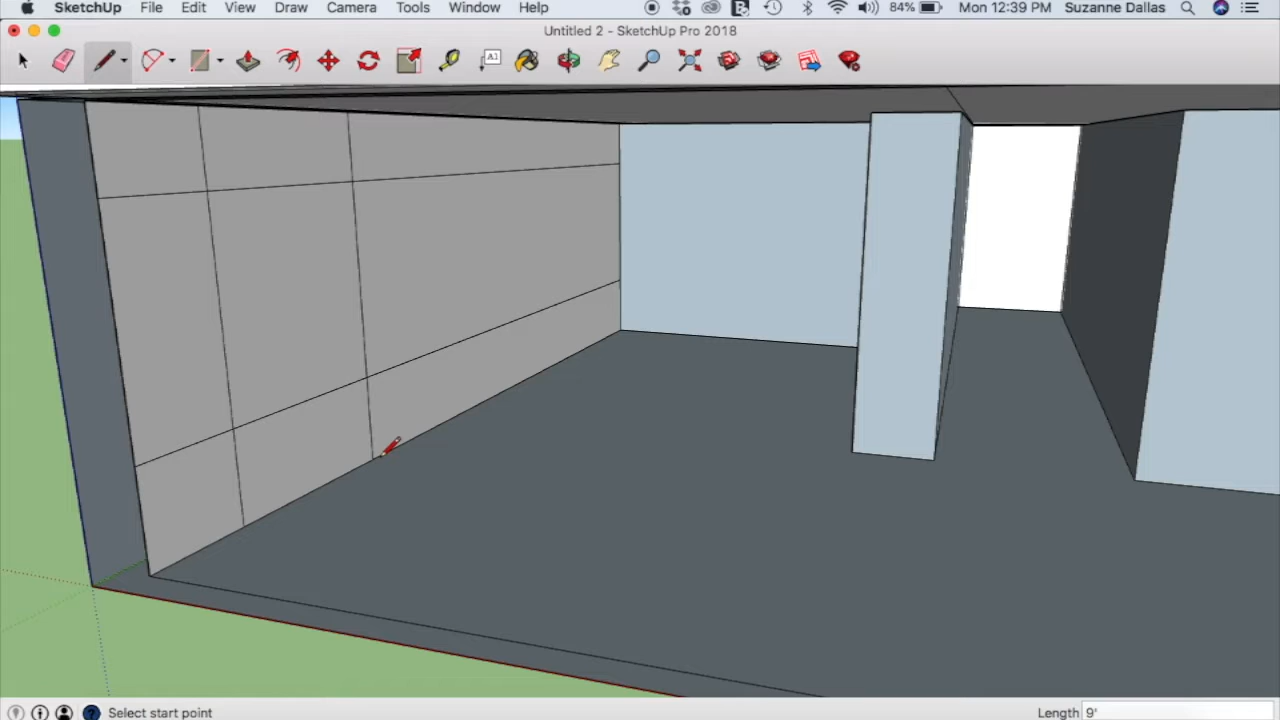 SketchUp File Edit View Draw Camera Tools Window Help 84% Mon 12:39 PM Suzanne Dallas
Untitled 2 - SketchUp Pro 2018
A1
Select start point Length 9'